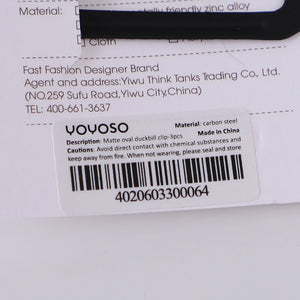 Material:
friendly zinc alloy
Cloth
Fast Fashion Designer Brand
Agent and address:Yiwu Think Tanks Trading Co., Ltd
(NO.259 Sufu Road,Yiwu City,China)
TEL: 400-661-3637
YOYOSO
Material: carbon steel
Made in China
Description: Matte oval duckbill clip-3pcs
Cautions: Avoid direct contact with chemical substances and
keep away from fire. When not wearing, please seal and store
4020603300064